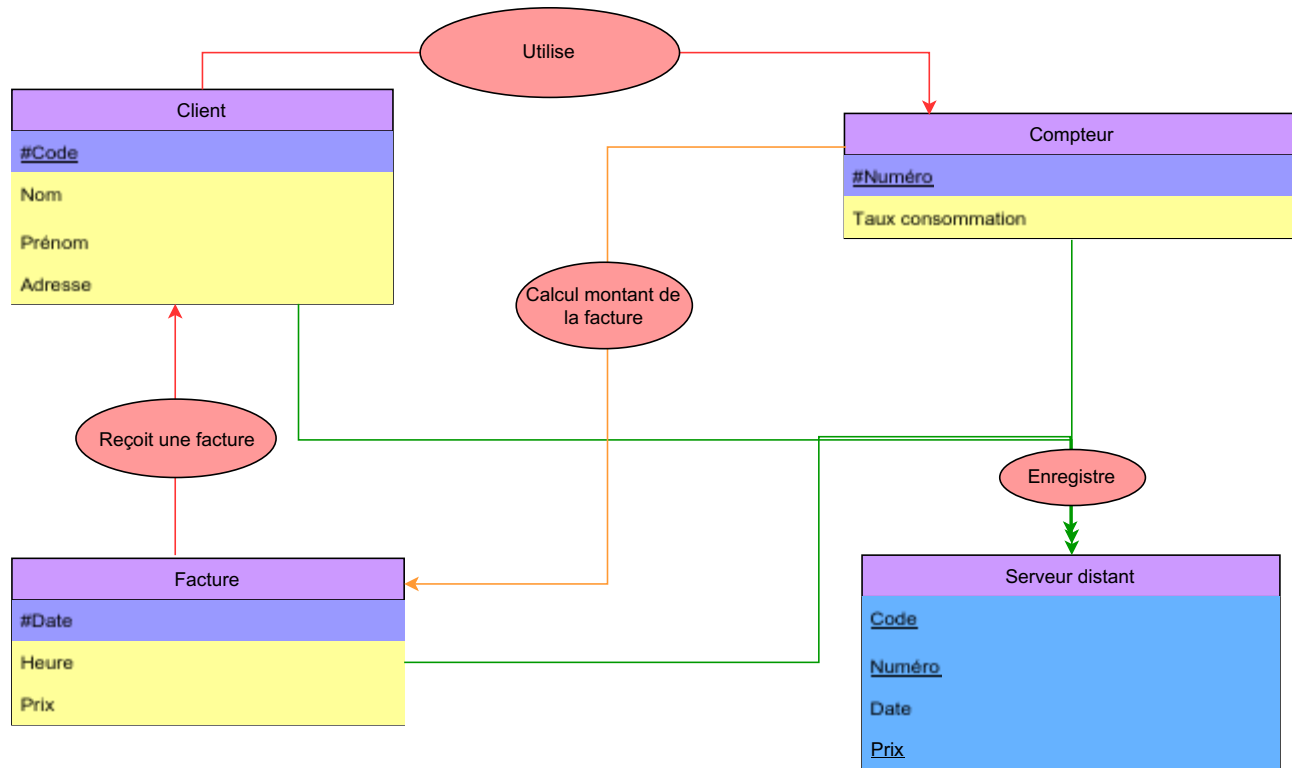 Utilise
Client
#Code
Nom
Prénom
Adresse
Compteur
#Numéro
Taux consommation
Calcul montant de
la facture
Reçoit une facture
Enregistre
Facture
#Date
Heure
Prix
Serveur distant
Code
Numéro
Date
Prix